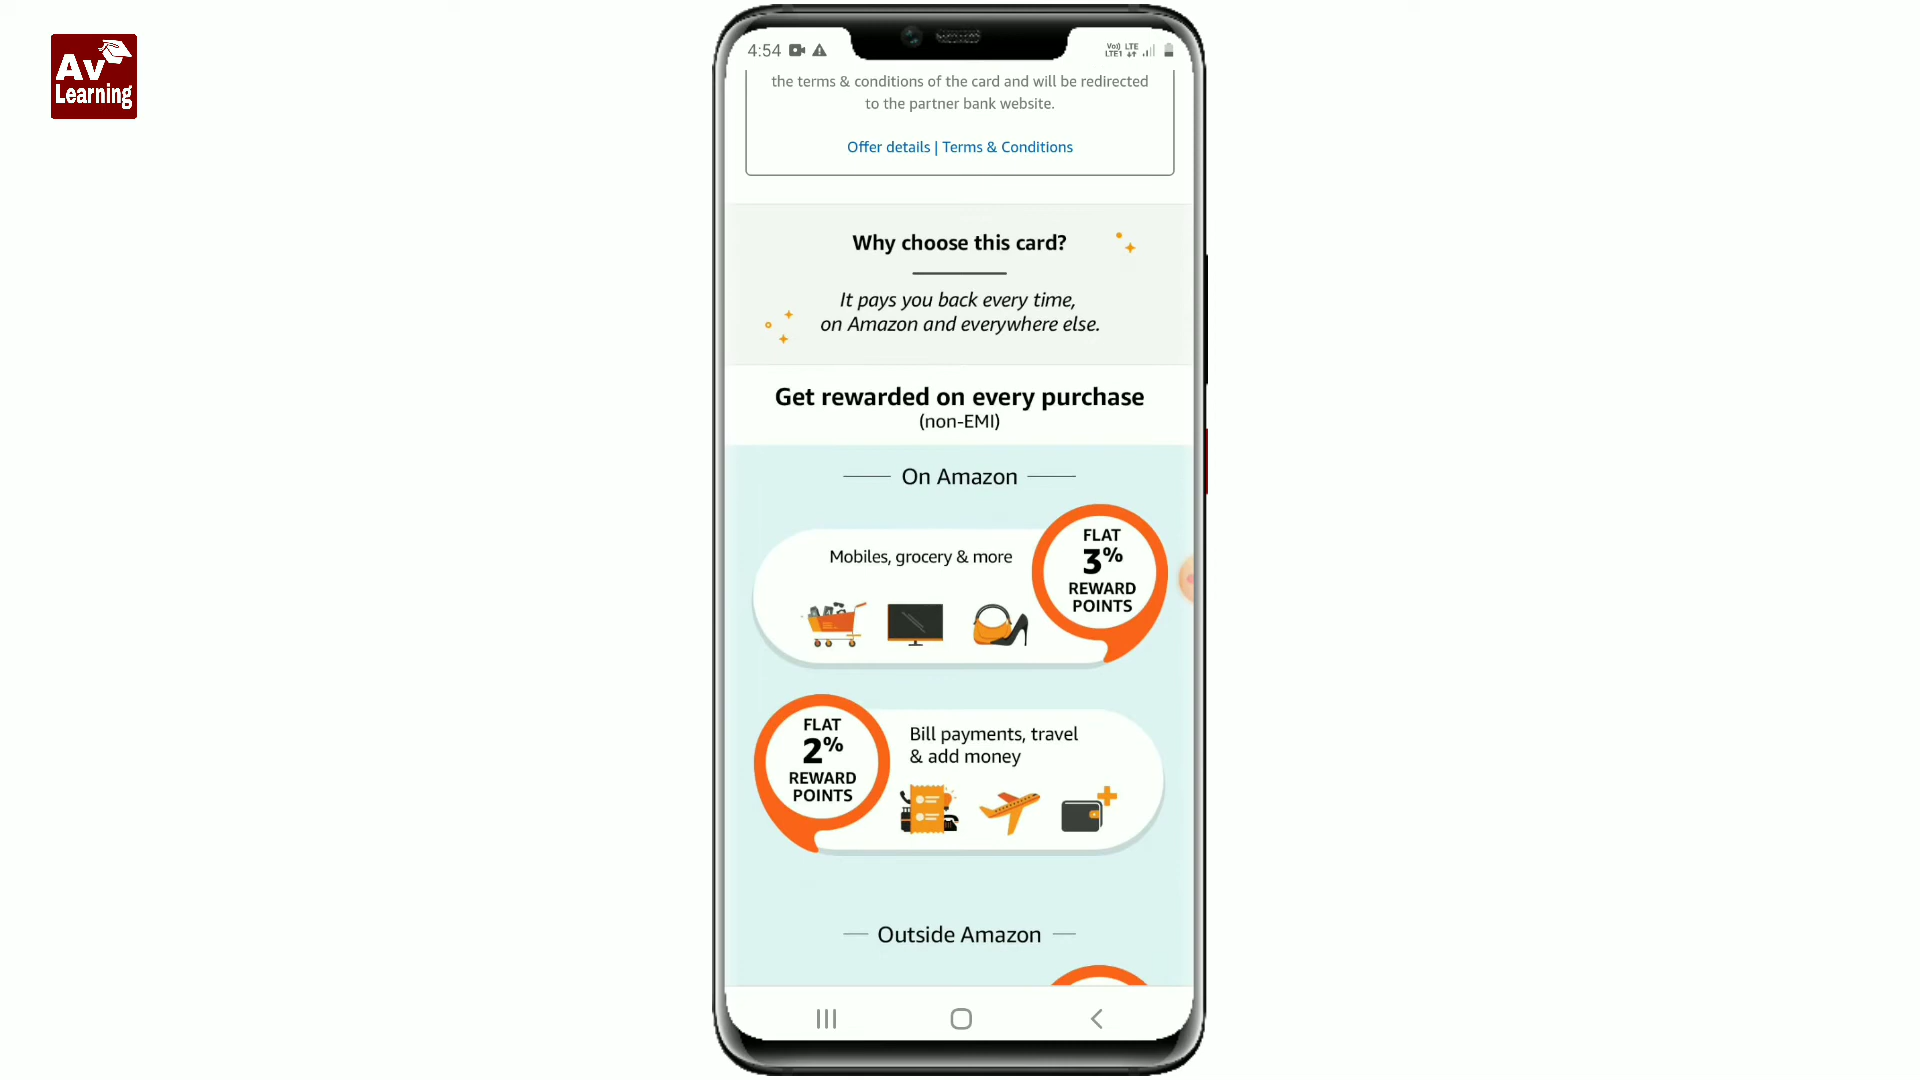 Av
Learning
4:54
Vo)) LTE
LTE1
the terms & conditions of the card and will be redirected
to the partner bank website.
Offer details | Terms & Conditions
Why choose this card?
It pays you back every time,
on Amazon and everywhere else.
Get rewarded on every purchase
(non-EMI)
On Amazon
Mobiles, grocery & more
FLAT
3%
REWARD
POINTS
FLAT
2%
REWARD
POINTS
Bill payments, travel
& add money
Outside Amazon